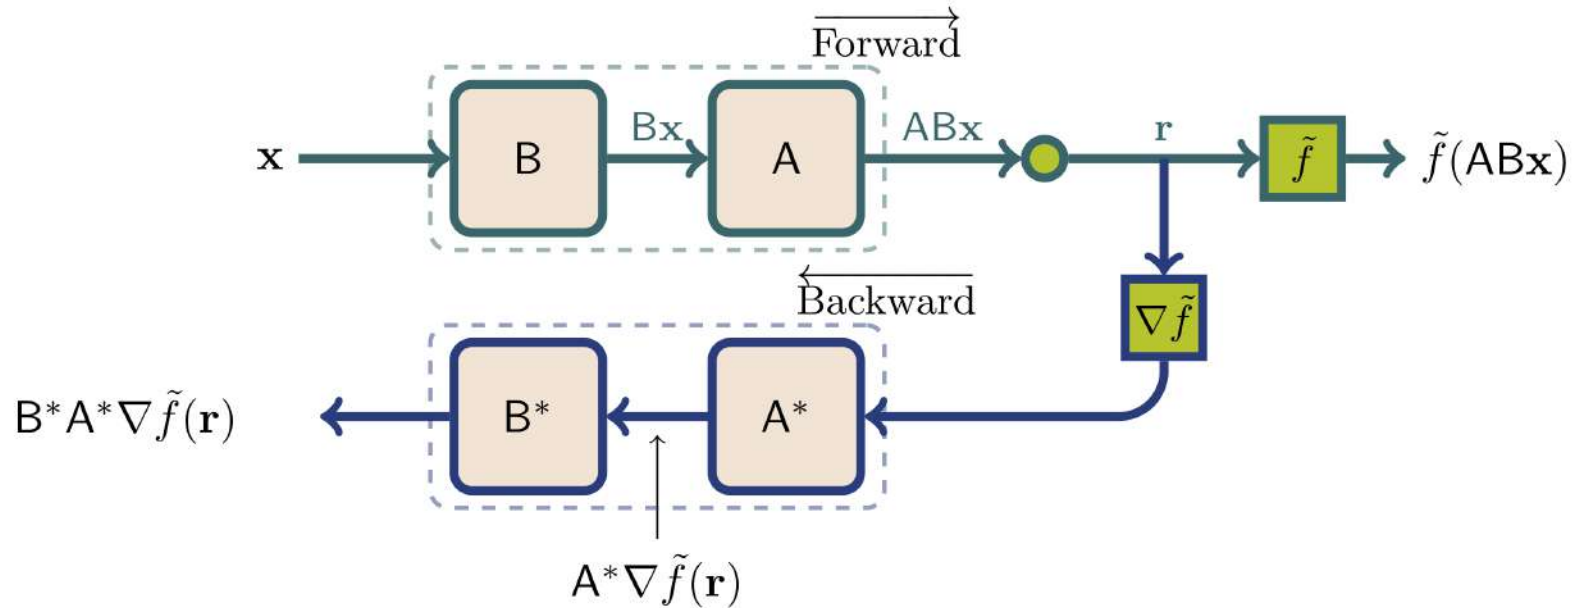 Forward
x B Bx A ABx r f̃ f̃(ABx)
Backward
∇f̃
B*A*∇f̃(r) B* A*
A*∇f̃(r)